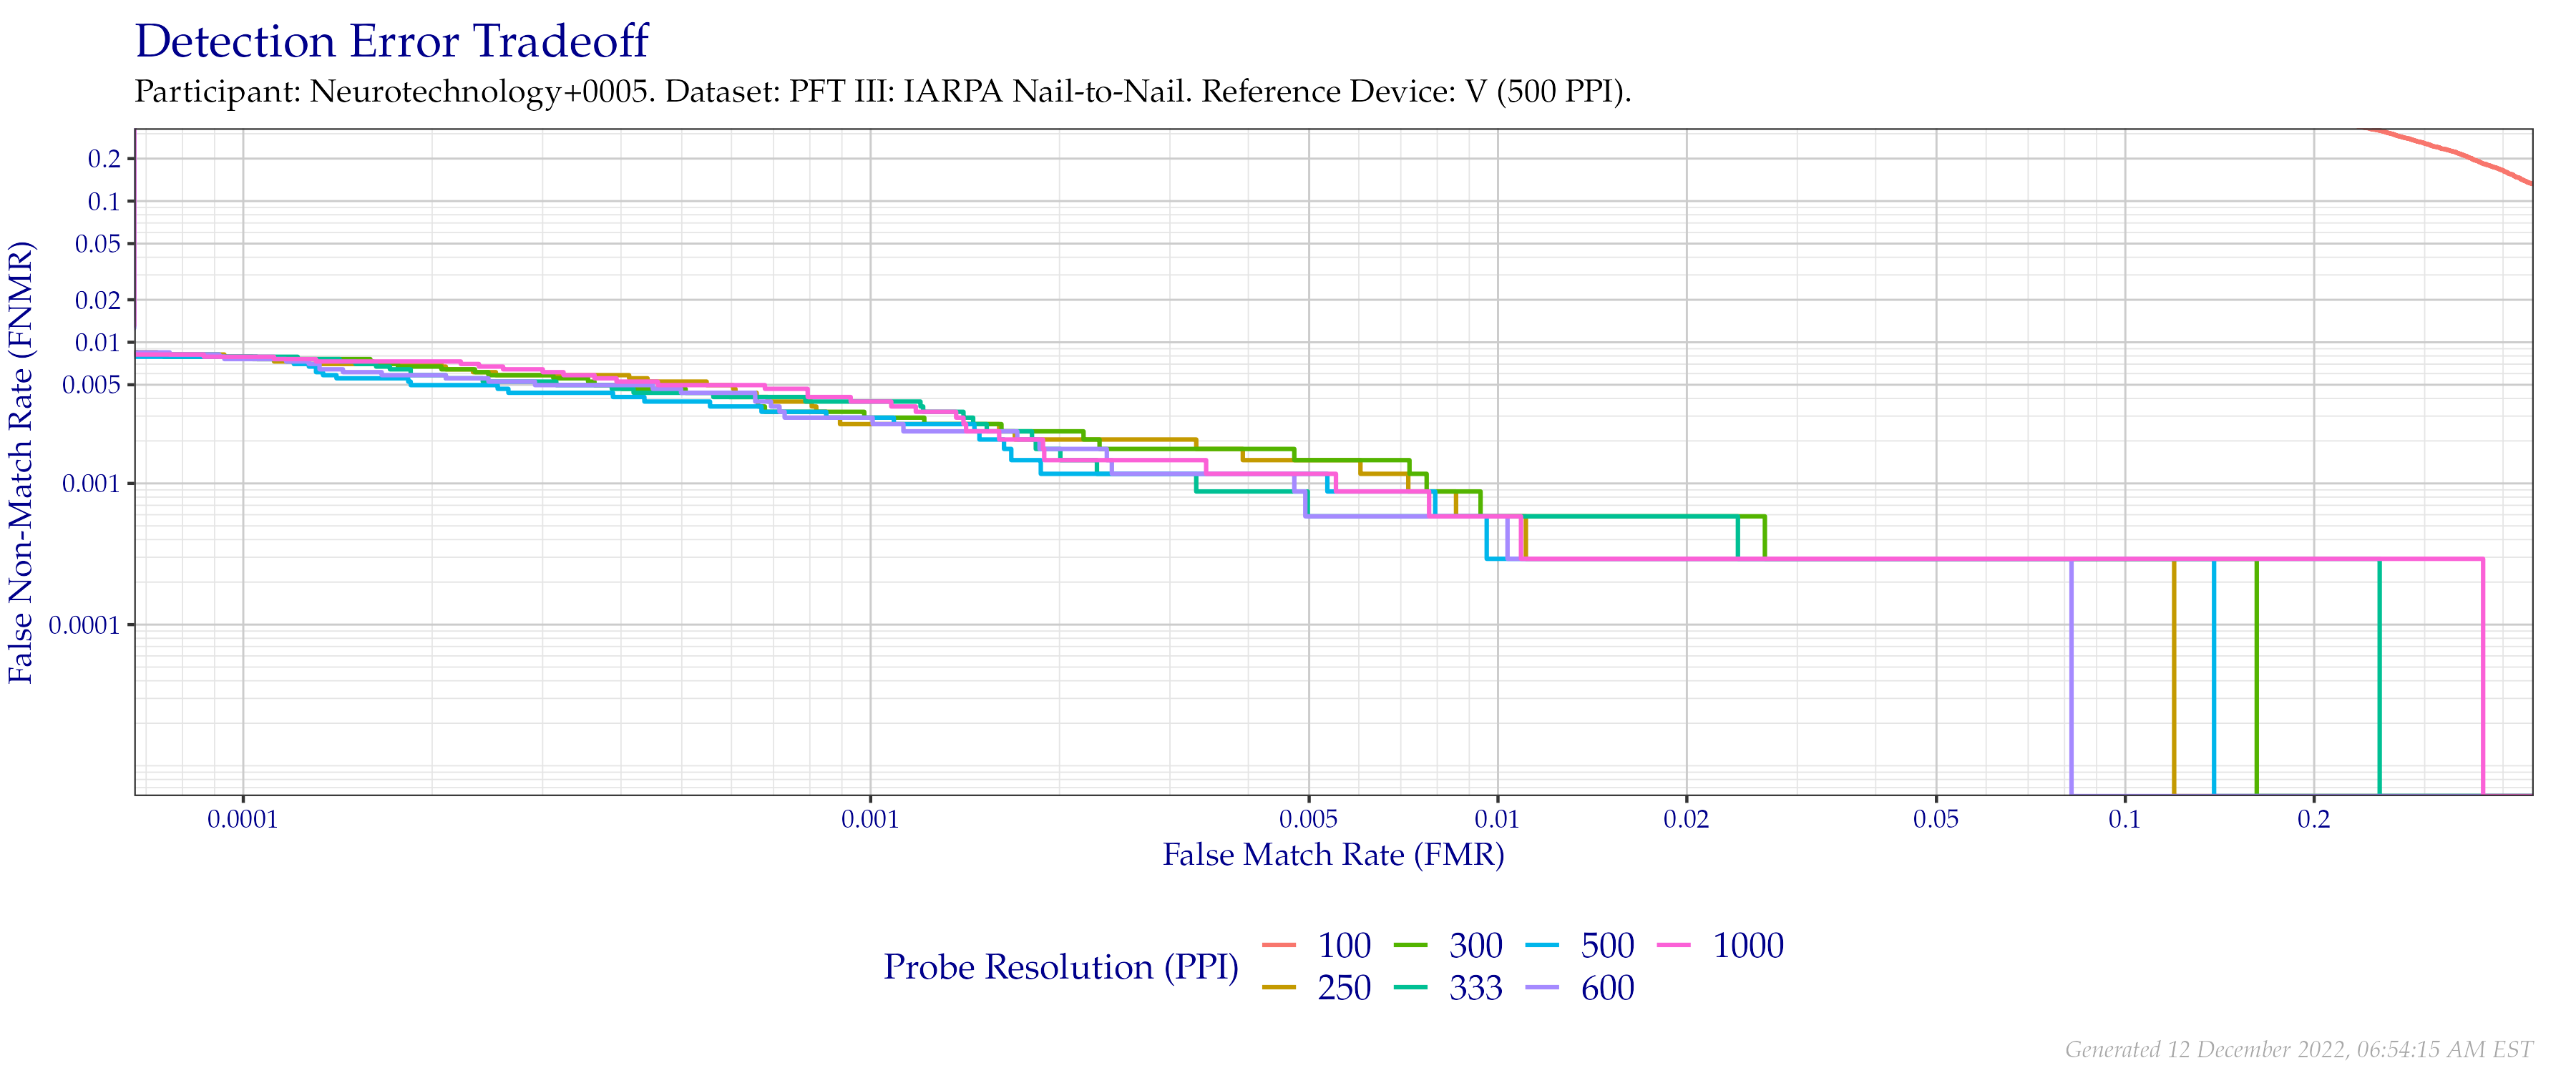 Detection Error Tradeoff
Participant: Neurotechnology+0005. Dataset: PFT III: IARPA Nail-to-Nail. Reference Device: V (500 PPI).
False Non-Match Rate (FNMR)
0.2
0.1
0.05
0.02
0.01
0.005
0.001
0.0001
0.0001 0.001 0.005 0.01 0.02 0.05 0.1 0.2
False Match Rate (FMR)
Probe Resolution (PPI)
100 300 500 1000
250 333 600
Generated 12 December 2022, 06:54:15 AM EST